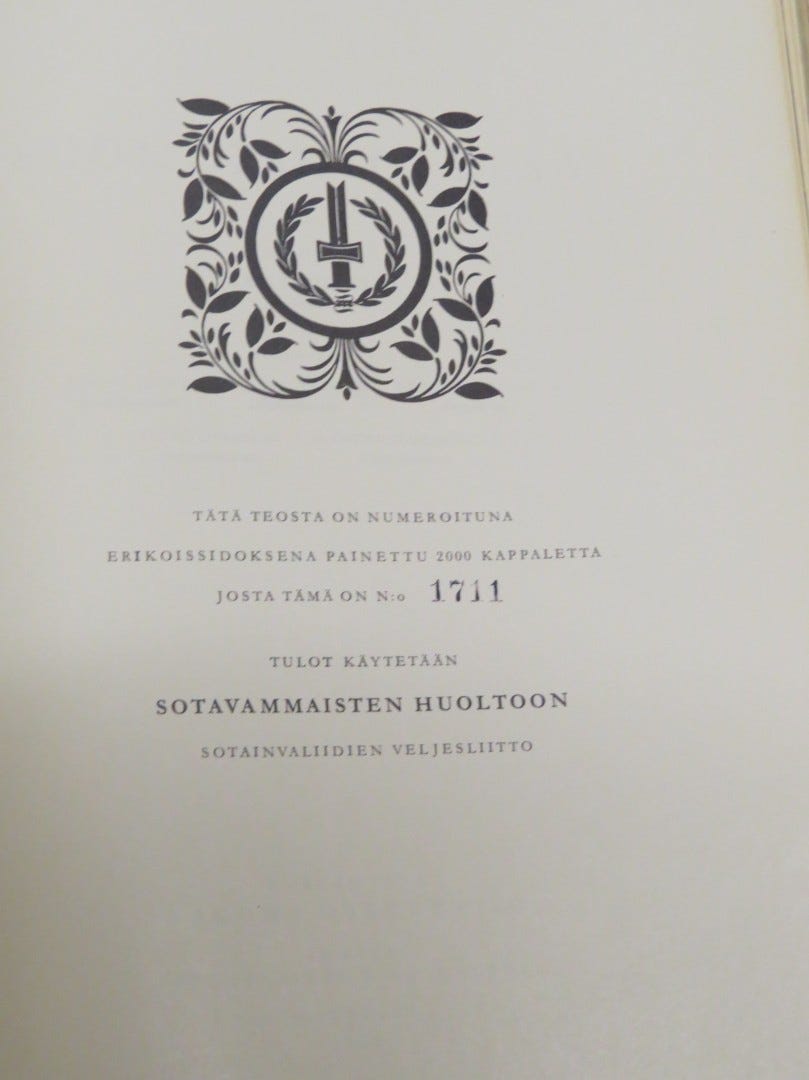 TÄTÄ TEOSTA ON NUMEROITUNA
ERIKOISSIDOKSENA PAINETTU 2000 KAPPALETTA
JOSTA TÄMÄ ON N:o 1711
TULOT KÄYTETÄÄN
SOTAVAMMAISTEN HUOLTOON
SOTAINVALIIDIEN VELJESLIITTO